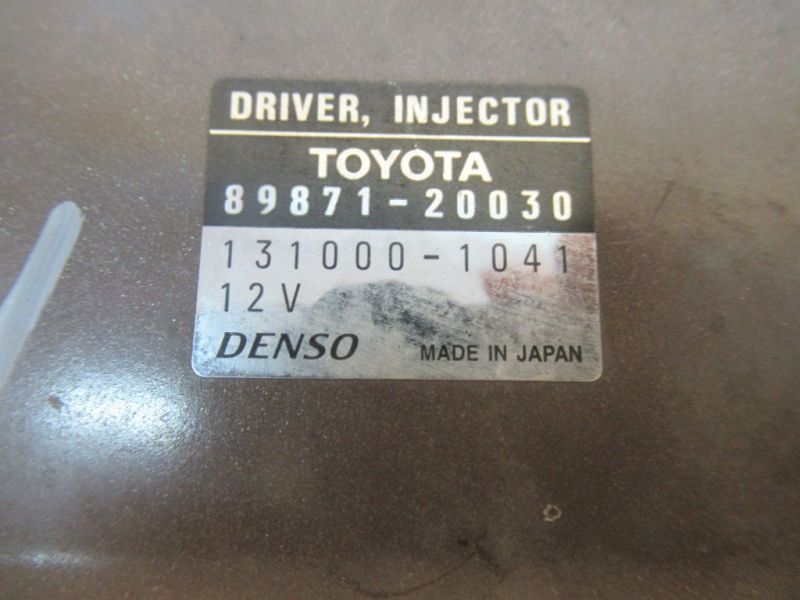 DRIVER, INJECTOR
TOYOTA
89871-20030
131000-1041
12V
DENSO MADE IN JAPAN